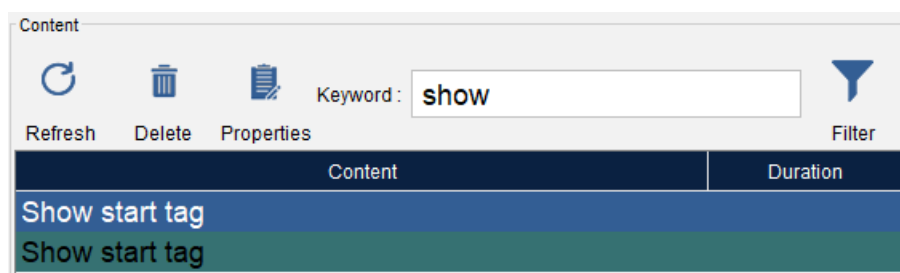 Content
Keyword : show
Refresh Delete Properties Filter
Content Duration
Show start tag
Show start tag